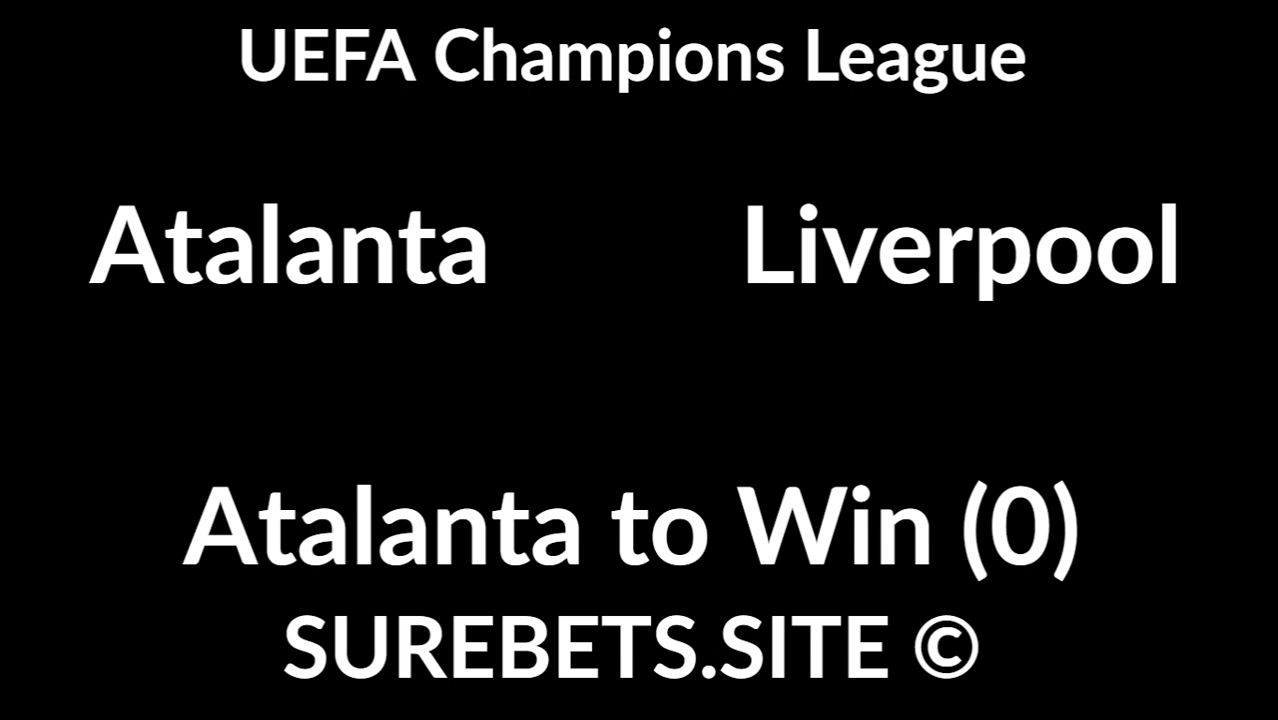 UEFA Champions League
Atalanta Liverpool
Atalanta to Win (0)
SUREBETS.SITE ©